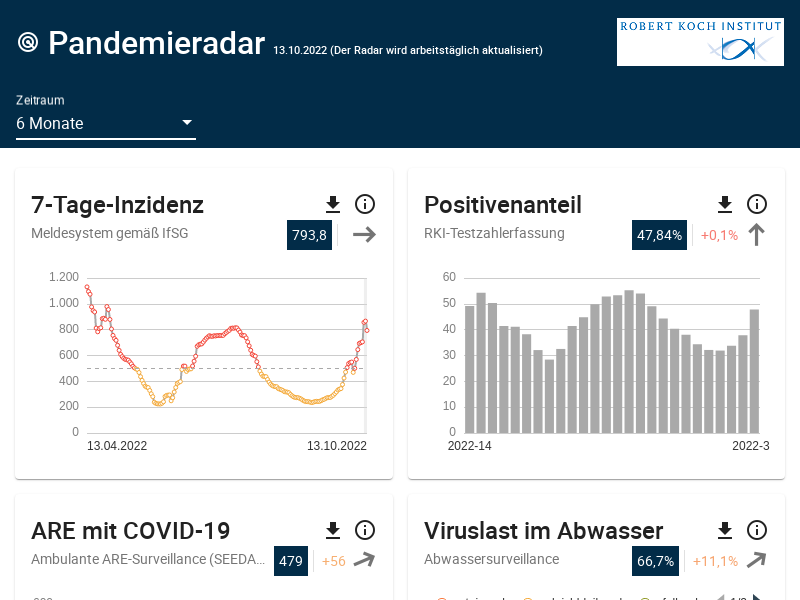 Pandemieradar 13.10.2022 (Der Radar wird arbeitstäglich aktualisiert)
ROBERT KOCH INSTITUT
Zeitraum
6 Monate
7-Tage-Inzidenz
Meldesystem gemäß IfSG
793,8
1.200
1.000
800
600
400
200
0
13.04.2022
13.10.2022
Positivenanteil
RKI-Testzahlerfassung
47,84%
+0,1%
60
50
40
30
20
10
0
2022-14
2022-3
ARE mit COVID-19
Ambulante ARE-Surveillance (SEEDA...
479
+56
Viruslast im Abwasser
Abwassersurveillance
66,7%
+11,1%